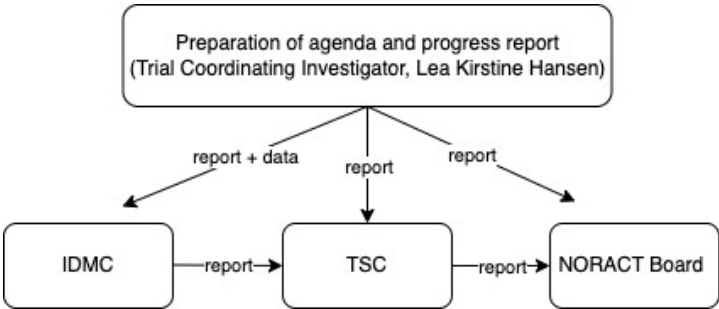 Preparation of agenda and progress report
(Trial Coordinating Investigator, Lea Kirstine Hansen)
report + data
report
report
IDMC
report
TSC
report
NORACT Board